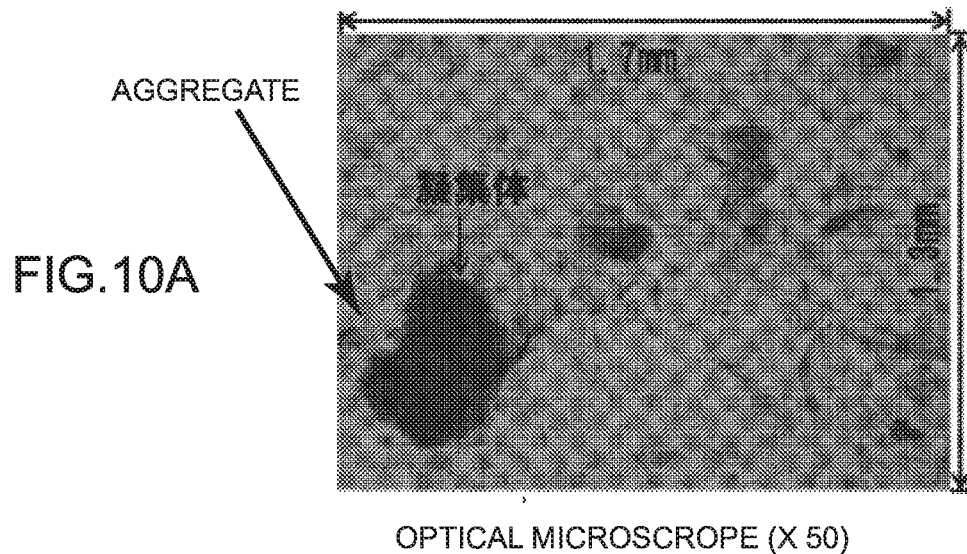 1.7mm
AGGREGATE
凝集体
1.3mm
FIG.10A
OPTICAL MICROSCROPE (X 50)